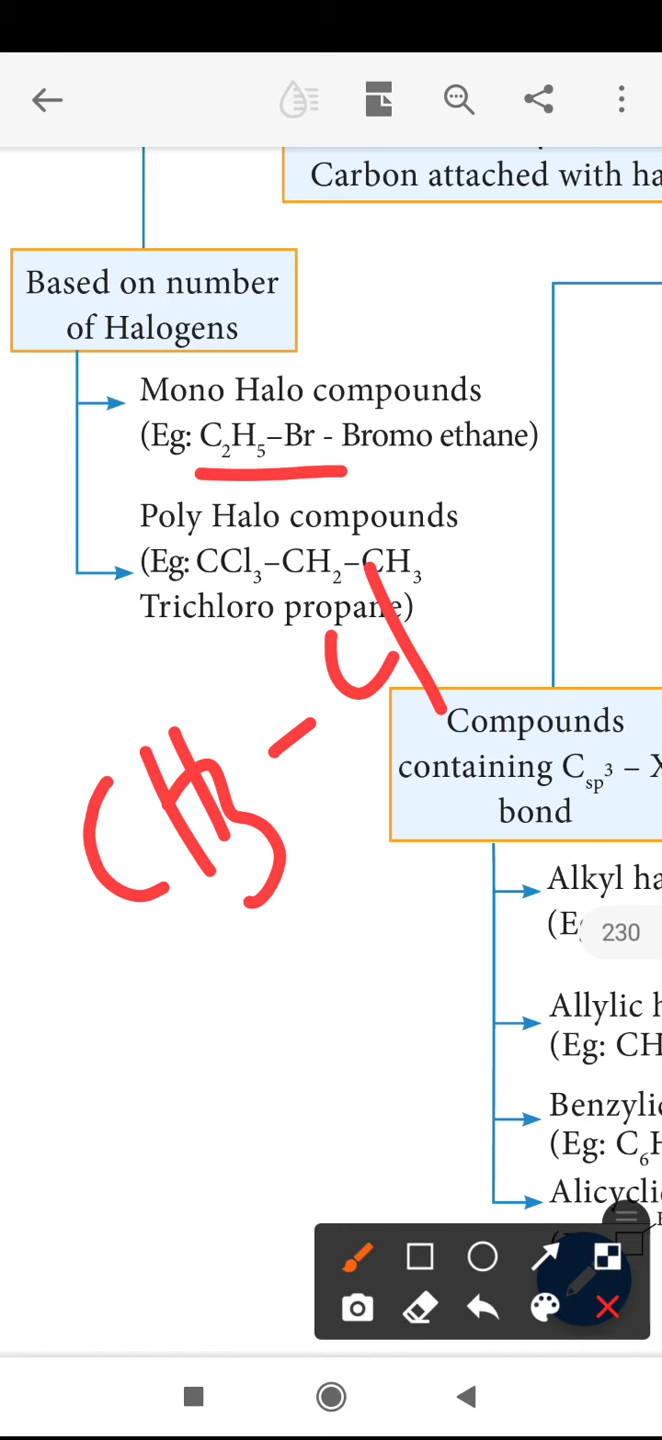 Carbon attached with ha
Based on number
of Halogens
Mono Halo compounds
(Eg: C₂H₅–Br - Bromo ethane)
Poly Halo compounds
(Eg: CCl₃–CH₂–CH₃
Trichloro propane)
CH3 - Cl
Compounds
containing Csp³ – X
bond
Alkyl ha
(E
230
Allylic h
(Eg: CH
Benzylic
(Eg: C₆H
Alicycli